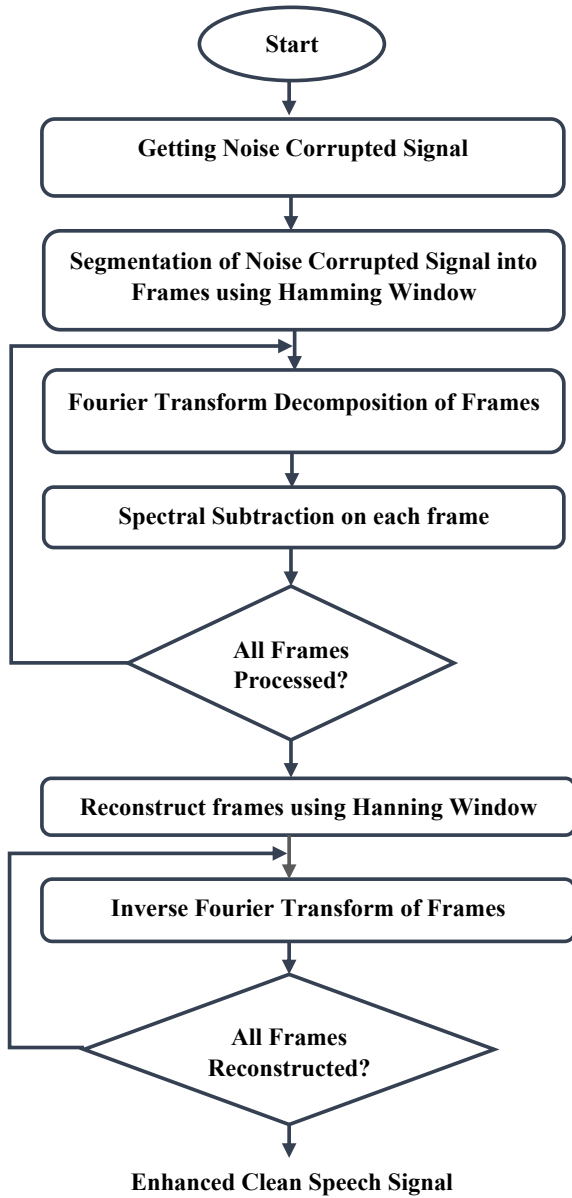 Start
Getting Noise Corrupted Signal
Segmentation of Noise Corrupted Signal into
Frames using Hamming Window
Fourier Transform Decomposition of Frames
Spectral Subtraction on each frame
All Frames
Processed?
Reconstruct frames using Hanning Window
Inverse Fourier Transform of Frames
All Frames
Reconstructed?
Enhanced Clean Speech Signal